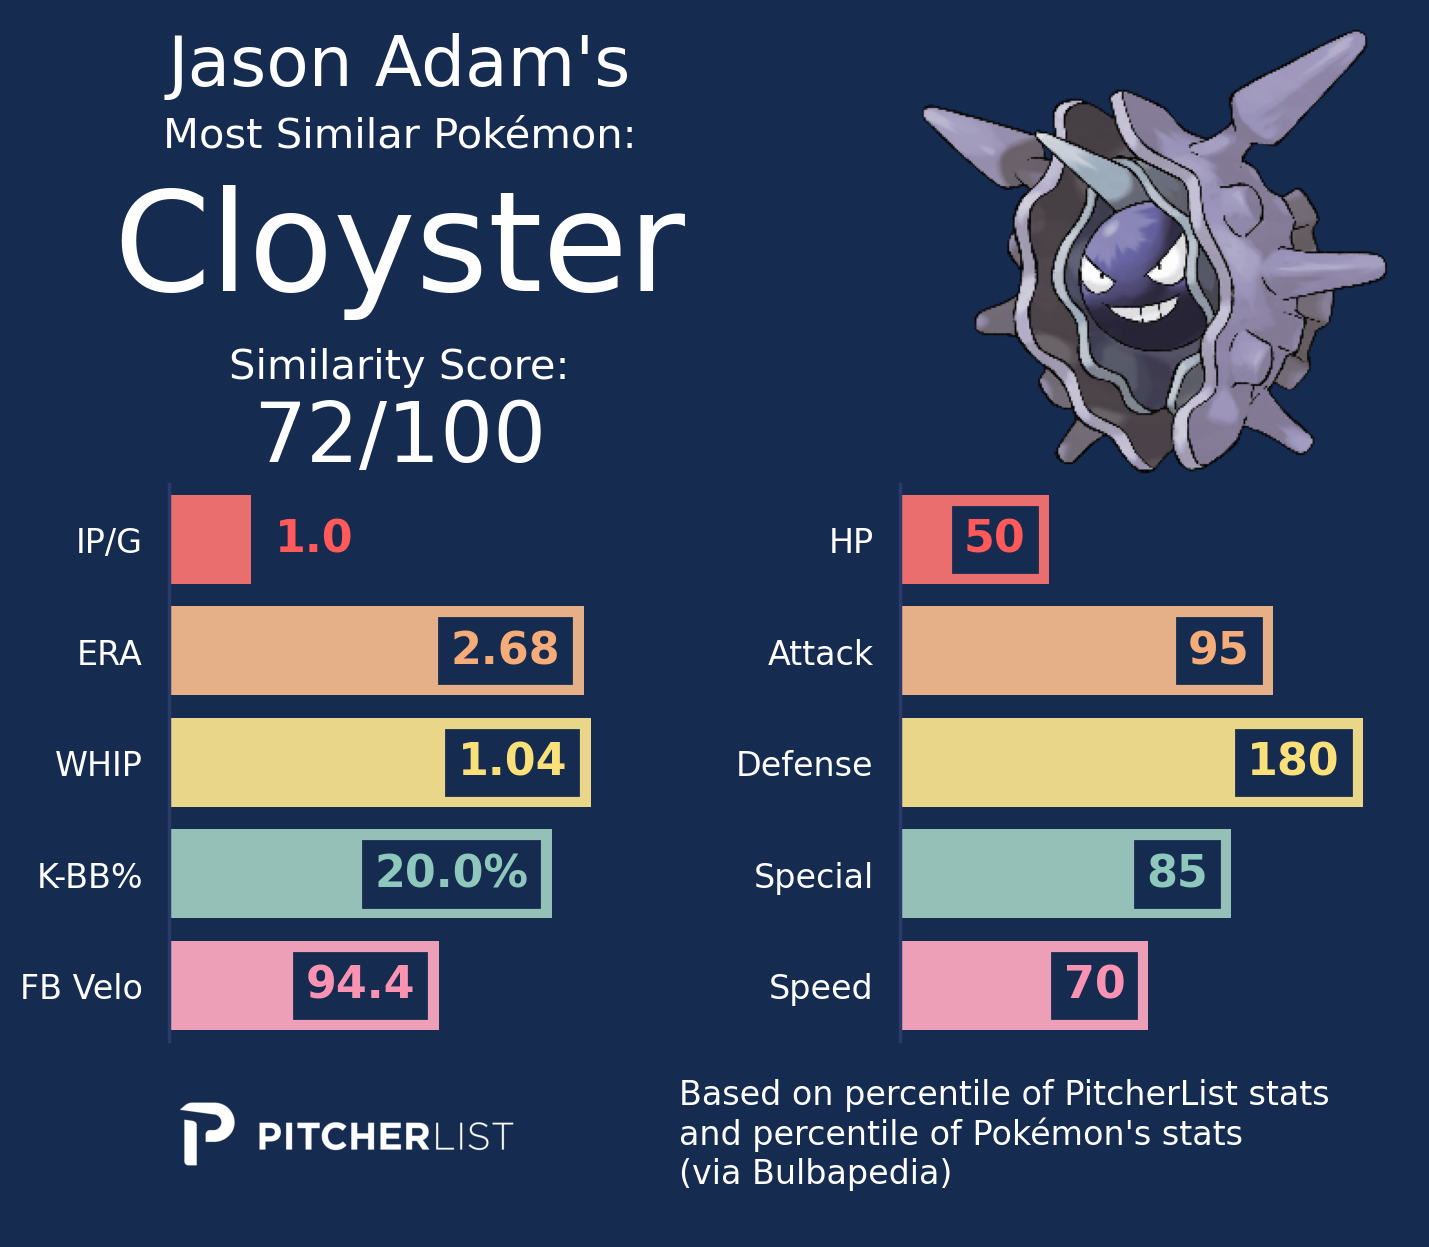 Jason Adam's
Most Similar Pokémon:
Cloyster
Similarity Score:
72/100
IP/G 1.0
ERA 2.68
WHIP 1.04
K-BB% 20.0%
FB Velo 94.4
HP 50
Attack 95
Defense 180
Special 85
Speed 70
PITCHERLIST
Based on percentile of PitcherList stats
and percentile of Pokémon's stats
(via Bulbapedia)